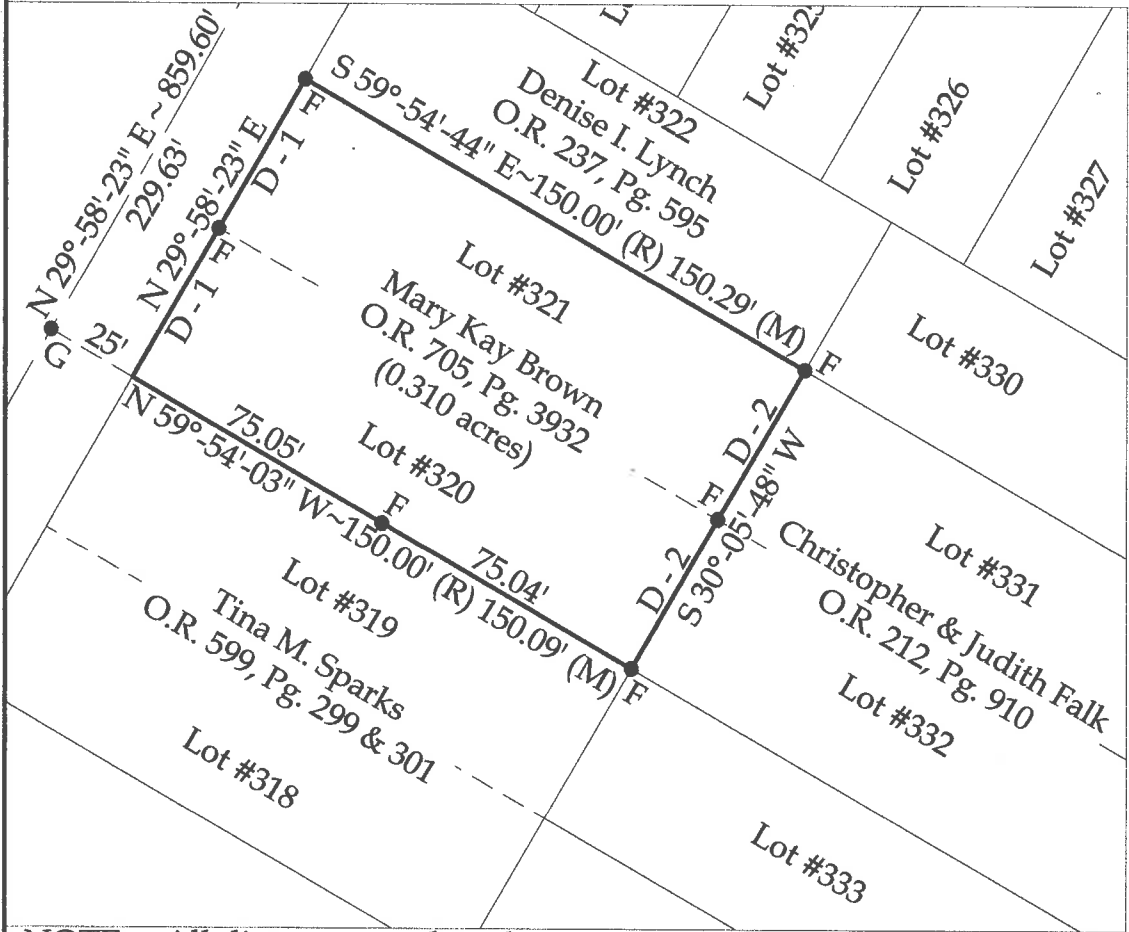 N 29°-58'-23" E ~ 859.60'
229.63'
N 29°-58'-23" E
D - 1
D - 1
F
F
G
25'
S 59°-54'-44" E~150.00' (R) 150.29' (M)
Lot #322
Denise I. Lynch
O.R. 237, Pg. 595
Lot #325
Lot #326
Lot #327
Lot #330
Lot #321
Mary Kay Brown
O.R. 705, Pg. 3932
(0.310 acres)
Lot #320
F
D - 2
F
D - 2
S 30°-05'-48" W
F
75.05'
F
75.04'
N 59°-54'-03" W~150.00' (R) 150.09' (M)
Lot #331
Christopher & Judith Falk
O.R. 212, Pg. 910
Lot #332
Lot #333
Lot #319
Tina M. Sparks
O.R. 599, Pg. 299 & 301
Lot #318